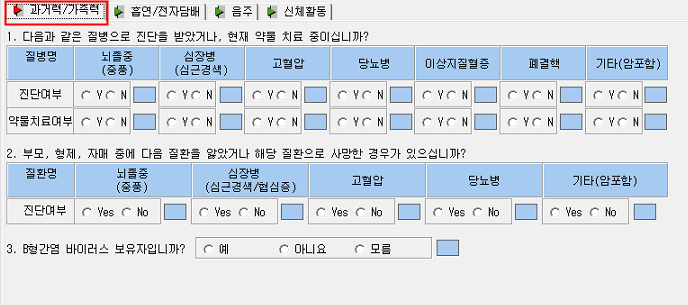 과거력/가족력 흡연/전자담배 음주 신체활동
1. 다음과 같은 질병으로 진단을 받았거나, 현재 약물 치료 중이십니까?
질병명 뇌졸중 (중풍) 심장병 (심근경색) 고혈압 당뇨병 이상지질혈증 폐결핵 기타(암포함)
진단여부 Y N Y N Y N Y N Y N Y N Y N
약물치료여부 Y N Y N Y N Y N Y N Y N Y N
2. 부모, 형제, 자매 중에 다음 질환을 앓았거나 해당 질환으로 사망한 경우가 있으십니까?
질환명 뇌졸중 (중풍) 심장병 (심근경색/협심증) 고혈압 당뇨병 기타(암포함)
진단여부 Yes No Yes No Yes No Yes No Yes No
3. B형간염 바이러스 보유자입니까? 예 아니요 모름